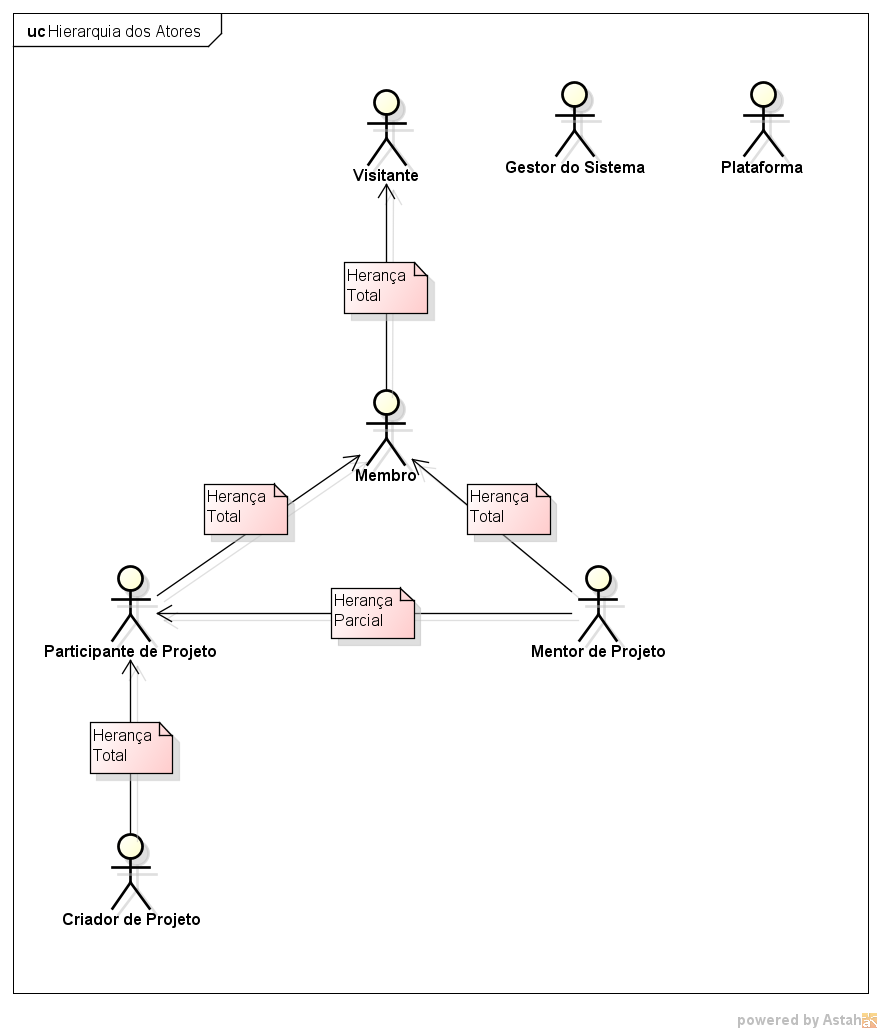 uc Hierarquia dos Atores
Visitante
Gestor do Sistema
Plataforma
Herança
Total
Membro
Herança
Total
Herança
Total
Herança
Parcial
Participante de Projeto
Mentor de Projeto
Herança
Total
Criador de Projeto
powered by Astah